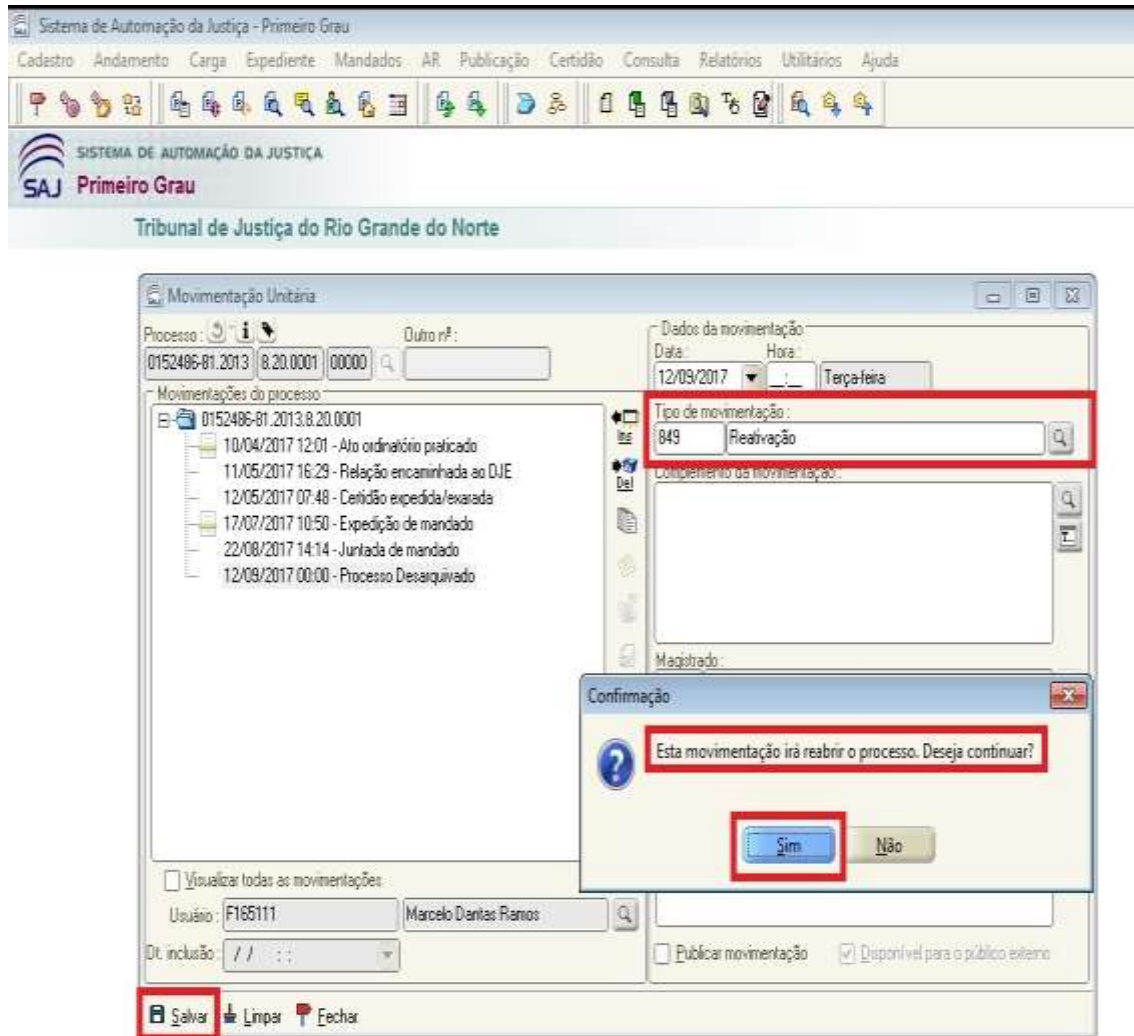 Sistema de Automação da Justiça - Primeiro Grau
Cadastro Andamento Carga Expediente Mandados AR Publicação Certidão Consulta Relatórios Utilitários Ajuda
SISTEMA DE AUTOMAÇÃO DA JUSTIÇA
SAJ Primeiro Grau
Tribunal de Justiça do Rio Grande do Norte
Movimentação Unitária
Processo : Outro nº :
0152486-81.2013 8.20.0001 00000
Movimentações do processo
0152486-81.2013.8.20.0001
10/04/2017 12:01 - Ato ordinatório praticado
11/05/2017 16:29 - Relação encaminhada ao DJE
12/05/2017 07:48 - Certidão expedida/exarada
17/07/2017 10:50 - Expedição de mandado
22/08/2017 14:14 - Juntada de mandado
12/09/2017 00:00 - Processo Desarquivado
Ins
Del
Dados da movimentação
Data : Hora :
12/09/2017 __:__ Terça-feira
Tipo de movimentação :
849 Reativação
Complemento da movimentação :
Magistrado :
Confirmação
Esta movimentação irá reabrir o processo. Deseja continuar?
Sim Não
Visualizar todas as movimentações
Usuário : F165111 Marcelo Dantas Ramos
Dt. inclusão : / / : :
Publicar movimentação Disponível para o público externo
Salvar Limpar Fechar